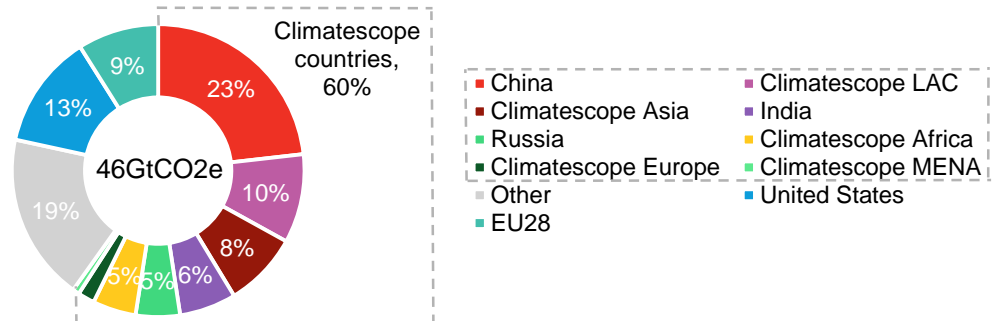 Climatescope
countries,
60%
9%
23%
13%
46GtCO2e
10%
19%
8%
6%
5%
5%
China
Climatescope LAC
Climatescope Asia
India
Russia
Climatescope Africa
Climatescope Europe
Climatescope MENA
Other
United States
EU28